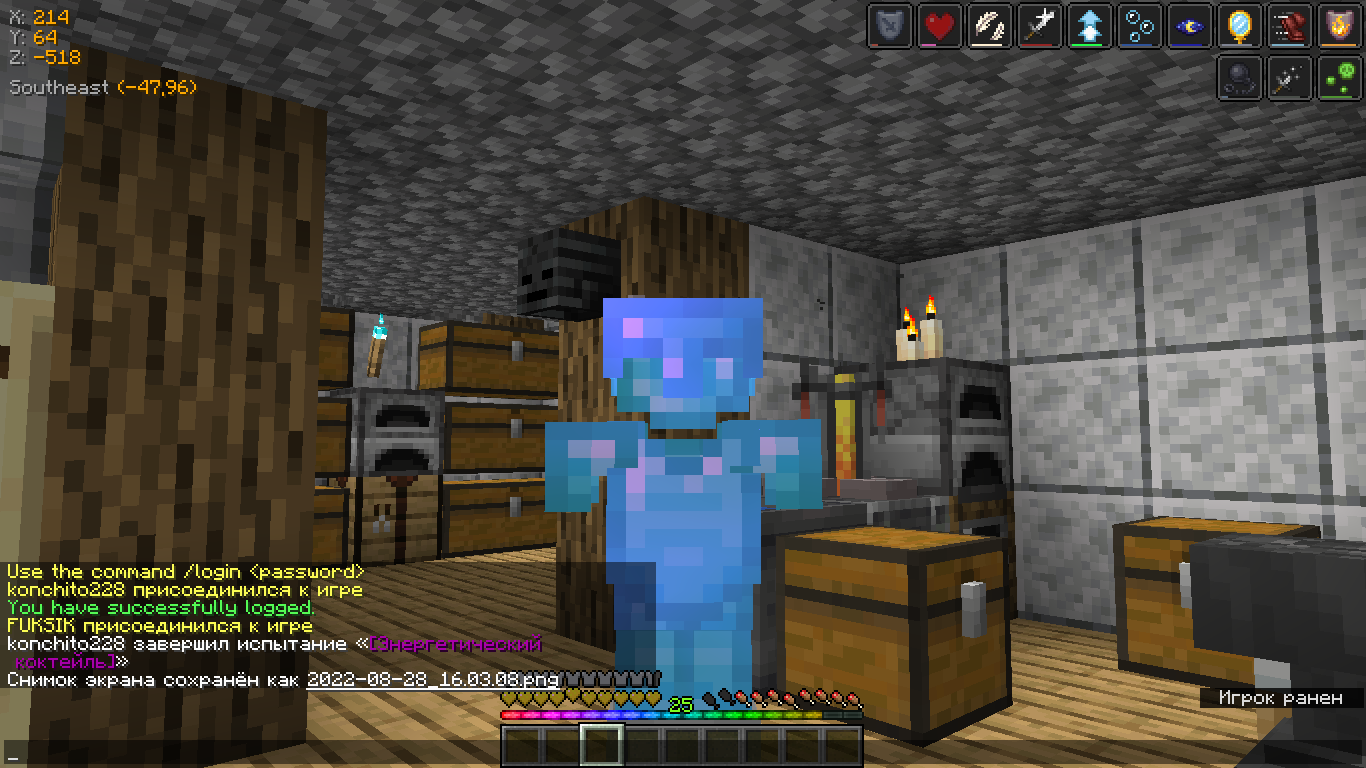 X: 214
Y: 64
Z: -518
Southeast (-47,96)
Use the command /login <password>
konchito228 присоединился к игре
You have successfully logged.
FUKSIK присоединился к игре
konchito228 завершил испытание «[Энергетический
коктейль]»
Снимок экрана сохранён как 2022-08-28_16.03.08.png
25
Игрок ранен
_